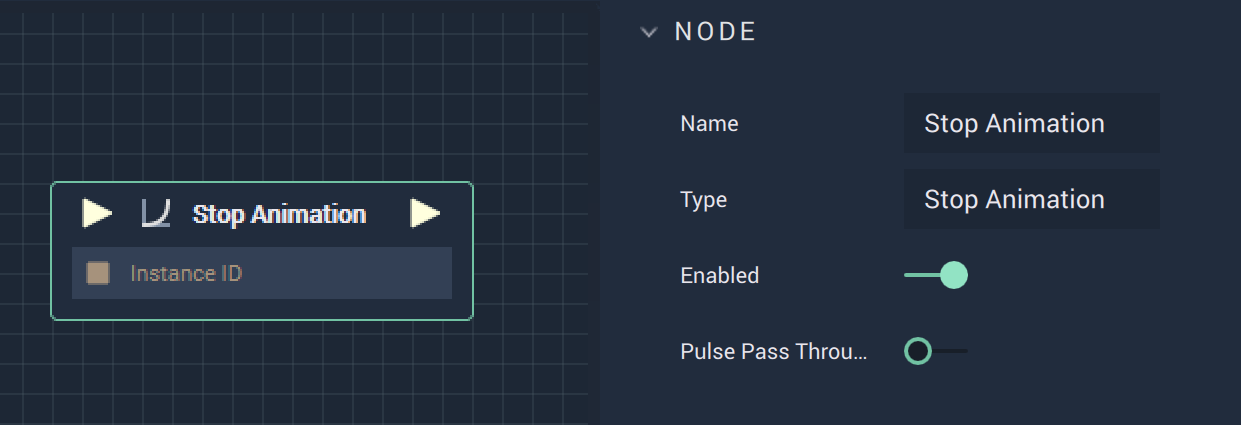 NODE
Name
Stop Animation
Type
Stop Animation
Stop Animation
Enabled
Instance ID
Pulse Pass Throu...